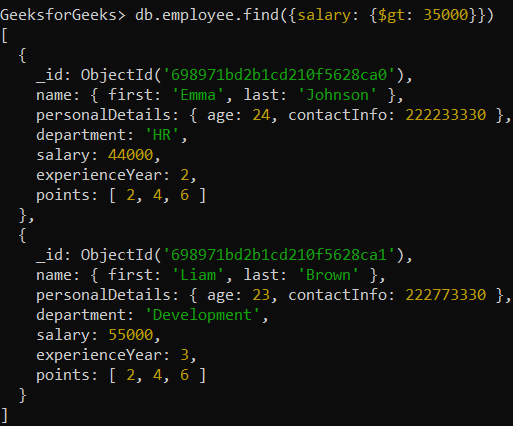 GeeksforGeeks> db.employee.find({salary: {$gt: 35000}})
[
  {
    _id: ObjectId('698971bd2b1cd210f5628ca0'),
    name: { first: 'Emma', last: 'Johnson' },
    personalDetails: { age: 24, contactInfo: 222233330 },
    department: 'HR',
    salary: 44000,
    experienceYear: 2,
    points: [ 2, 4, 6 ]
  },
  {
    _id: ObjectId('698971bd2b1cd210f5628ca1'),
    name: { first: 'Liam', last: 'Brown' },
    personalDetails: { age: 23, contactInfo: 222773330 },
    department: 'Development',
    salary: 55000,
    experienceYear: 3,
    points: [ 2, 4, 6 ]
  }
]